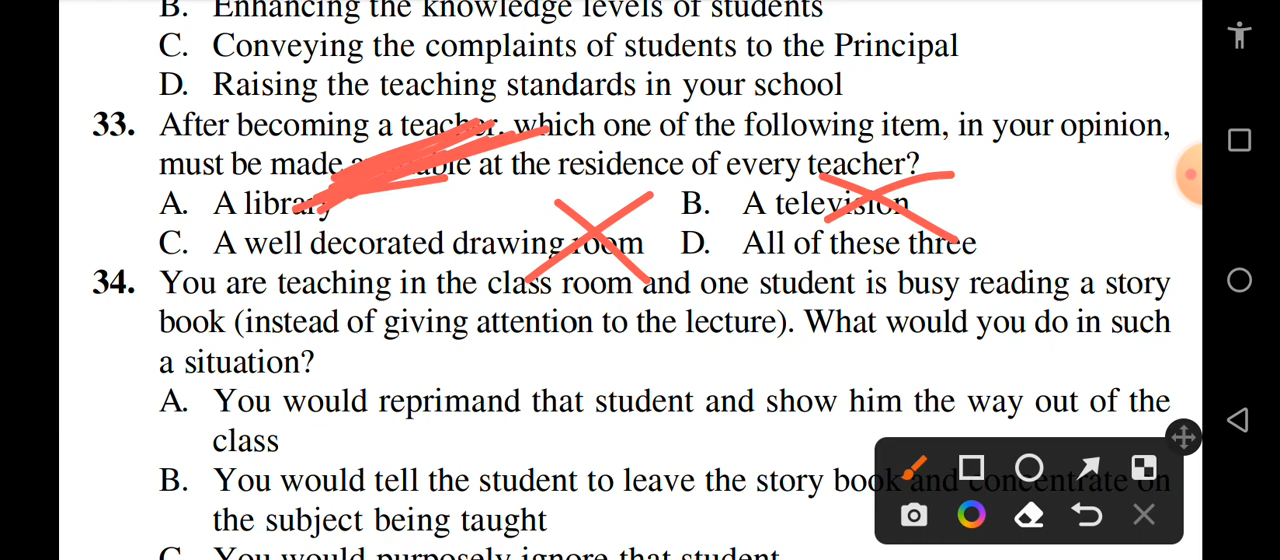 B. Enhancing the knowledge levels of students
C. Conveying the complaints of students to the Principal
D. Raising the teaching standards in your school
33. After becoming a teacher, which one of the following item, in your opinion,
must be made at the residence of every teacher?
A. A library B. A television
C. A well decorated drawing room D. All of these three
34. You are teaching in the class room and one student is busy reading a story
book (instead of giving attention to the lecture). What would you do in such
a situation?
A. You would reprimand that student and show him the way out of the
class
B. You would tell the student to leave the story book and concentrate on
the subject being taught
C. You would purposely ignore that student